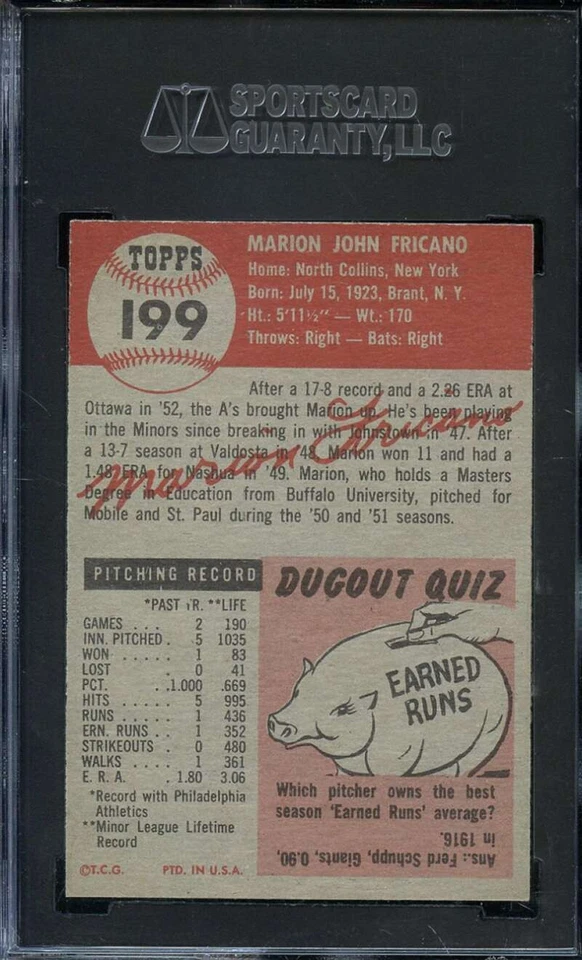 SPORTSCARD
GUARANTY, LLC
TOPPS
199
MARION JOHN FRICANO
Home: North Collins, New York
Born: July 15, 1923, Brant, N. Y.
Ht.: 5'11½" — Wt.: 170
Throws: Right — Bats: Right
After a 17-8 record and a 2.26 ERA at
Ottawa in '52, the A's brought Marion up. He's been playing
in the Minors since breaking in with Johnstown in '47. After
a 13-7 season at Valdosta in '48, Marion won 11 and had a
1.48 ERA for Nashua in '49. Marion, who holds a Masters
Degree in Education from Buffalo University, pitched for
Mobile and St. Paul during the '50 and '51 seasons.
Marion Fricano
PITCHING RECORD
*PAST YR. **LIFE
GAMES . . . . 2 190
INN. PITCHED . 5 1035
WON . . . . . 1 83
LOST . . . . 0 41
PCT. . . . .1.000 .669
HITS . . . . . 5 995
RUNS . . . . . 1 436
ERN. RUNS . . 1 352
STRIKEOUTS . 0 480
WALKS . . . . 1 361
E. R. A. . . 1.80 3.06
*Record with Philadelphia
Athletics
**Minor League Lifetime
Record
©T.C.G. PTD. IN U.S.A.
DUGOUT QUIZ
EARNED
RUNS
Which pitcher owns the best
season 'Earned Runs' average?
Ans.: Ferd Schupp, Giants, 0.90,
in 1916.